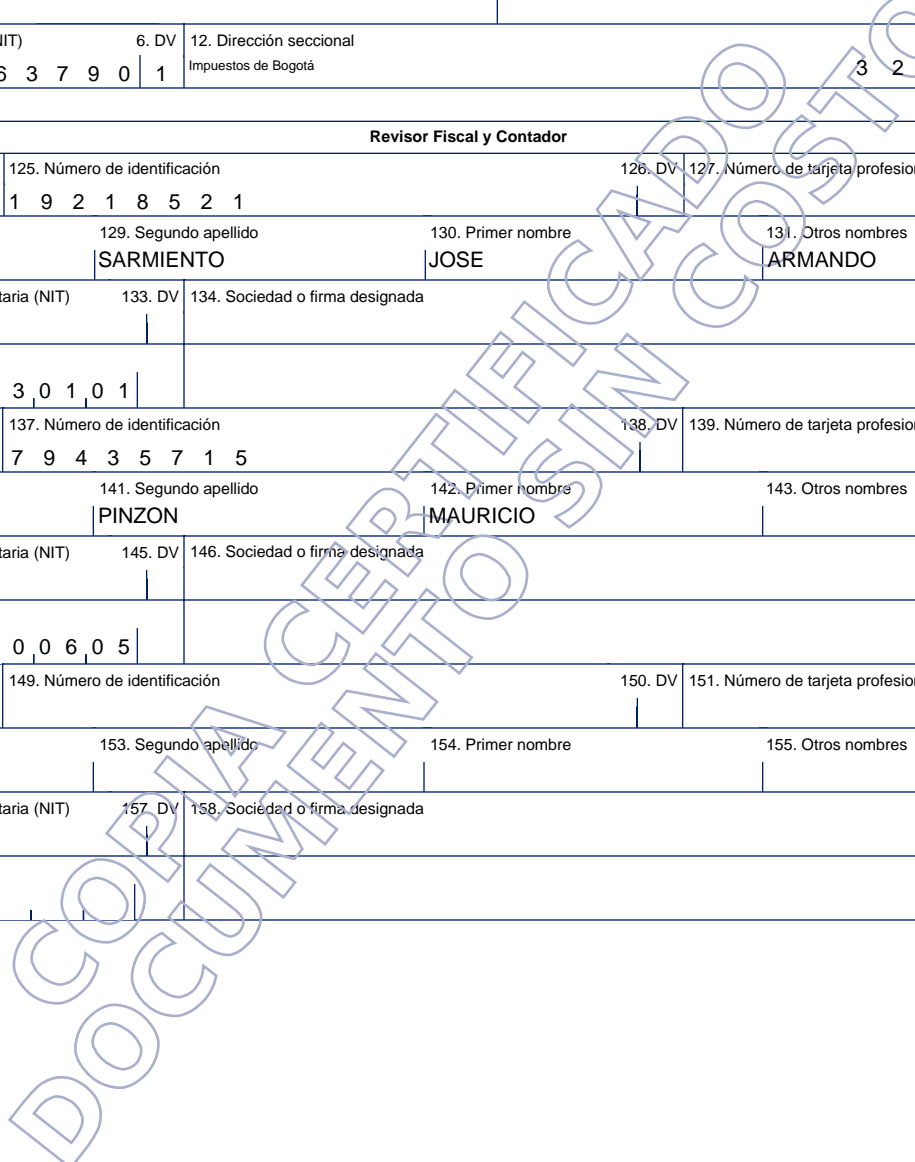 NIT) 6. DV 12. Dirección seccional
6 3 7 9 0 1 Impuestos de Bogotá 3 2
Revisor Fiscal y Contador
125. Número de identificación 126. DV 127. Número de tarjeta profesion
1 9 2 1 8 5 2 1
129. Segundo apellido 130. Primer nombre 131. Otros nombres
SARMIENTO JOSE ARMANDO
taria (NIT) 133. DV 134. Sociedad o firma designada
3 0 1 0 1
137. Número de identificación 138. DV 139. Número de tarjeta profesion
7 9 4 3 5 7 1 5
141. Segundo apellido 142. Primer nombre 143. Otros nombres
PINZON MAURICIO
taria (NIT) 145. DV 146. Sociedad o firma designada
0 0 6 0 5
149. Número de identificación 150. DV 151. Número de tarjeta profesion
153. Segundo apellido 154. Primer nombre 155. Otros nombres
taria (NIT) 157. DV 158. Sociedad o firma designada
COPIA CERTIFICADO
DOCUMENTO SIN COSTO